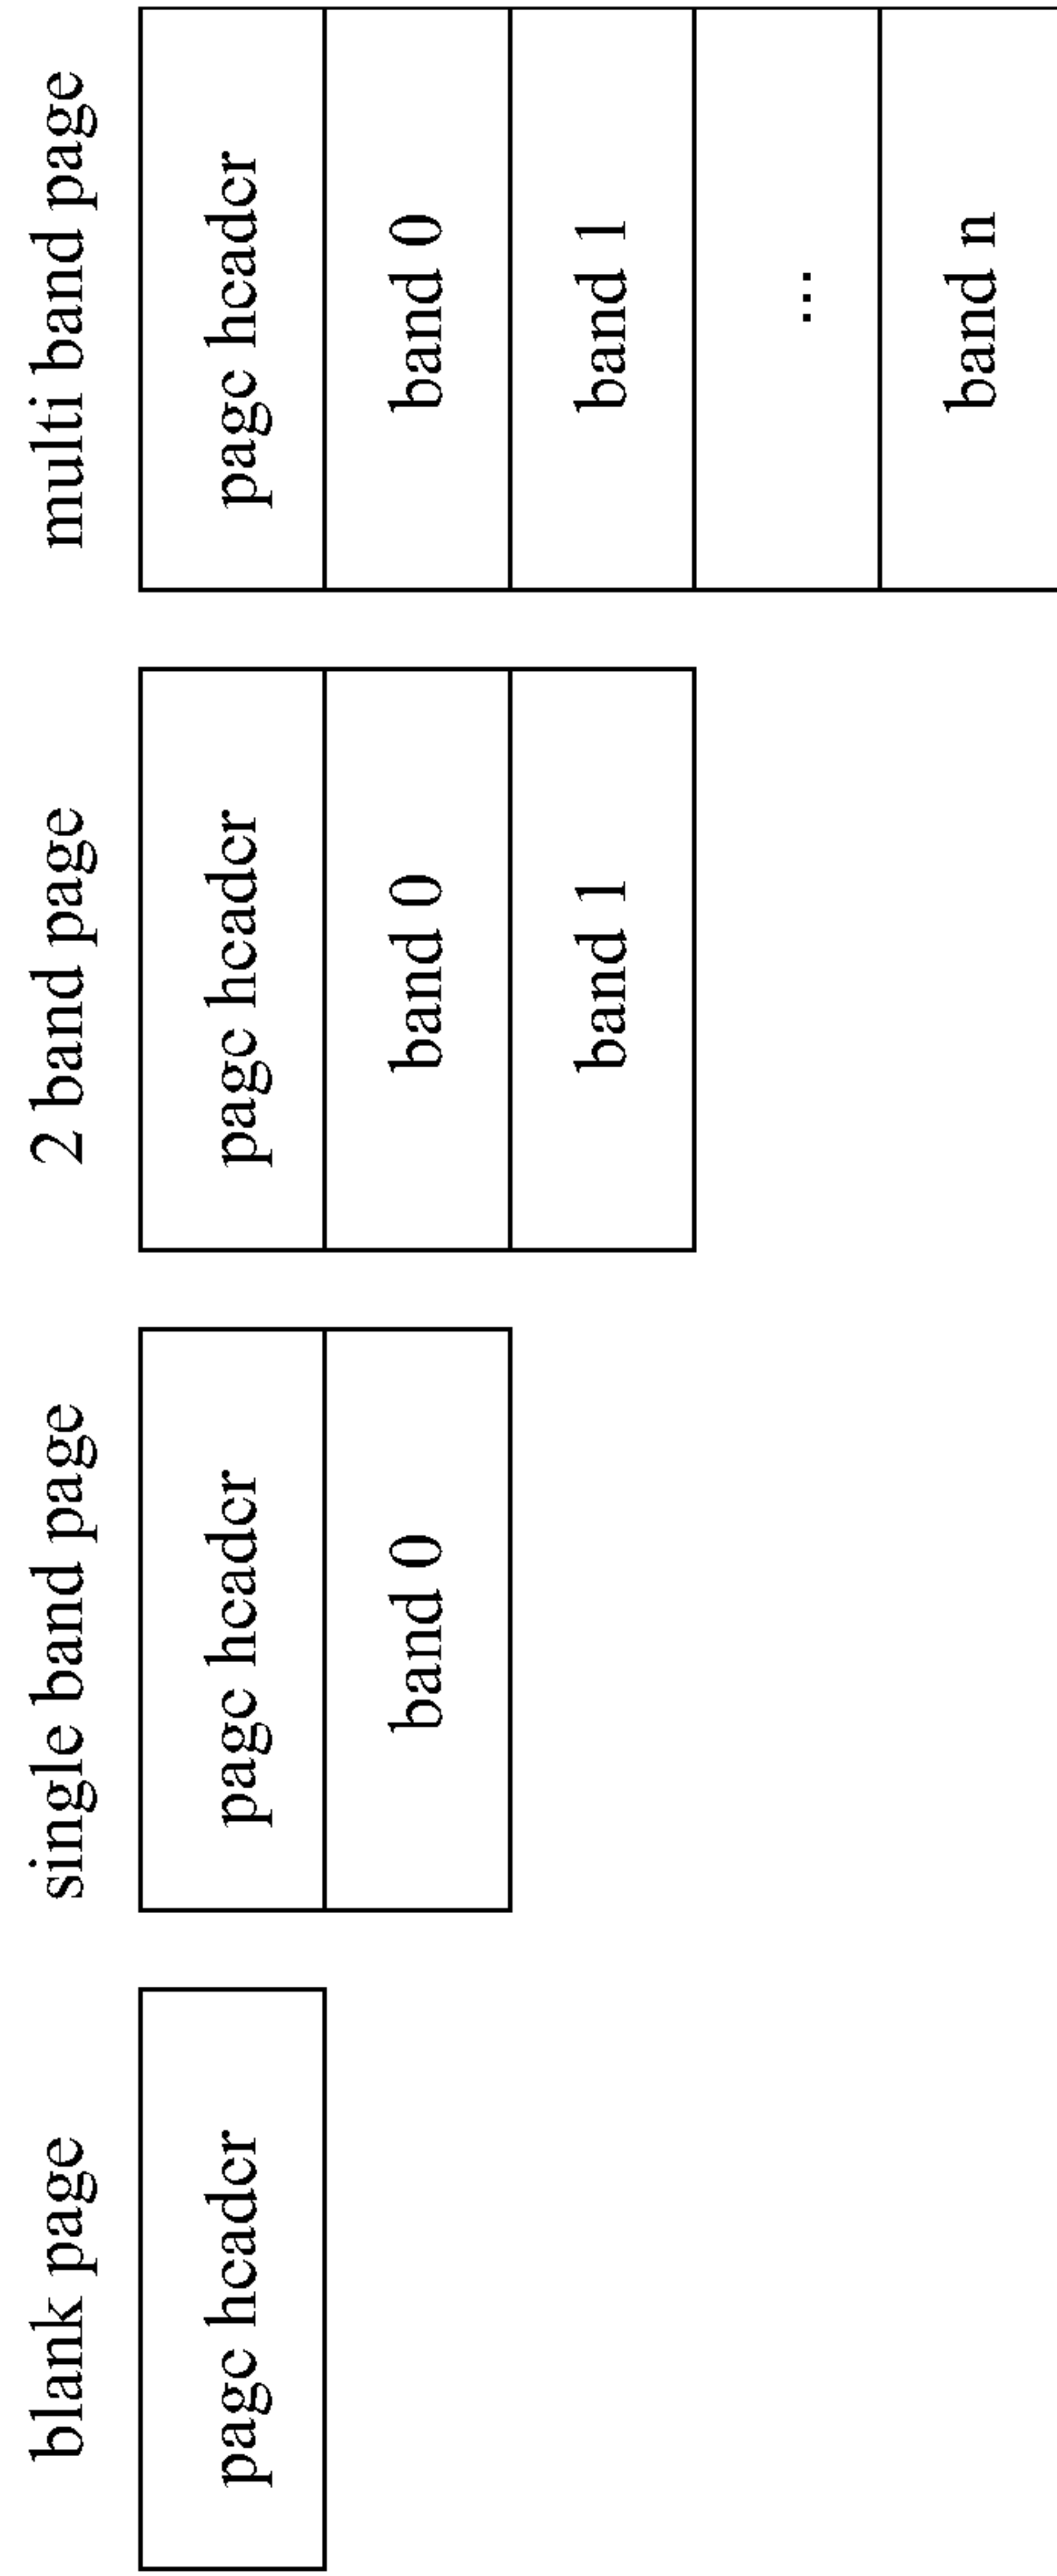 blank page
page header
single band page
page header
band 0
2 band page
page header
band 0
band 1
multi band page
page header
band 0
band 1
...
band n